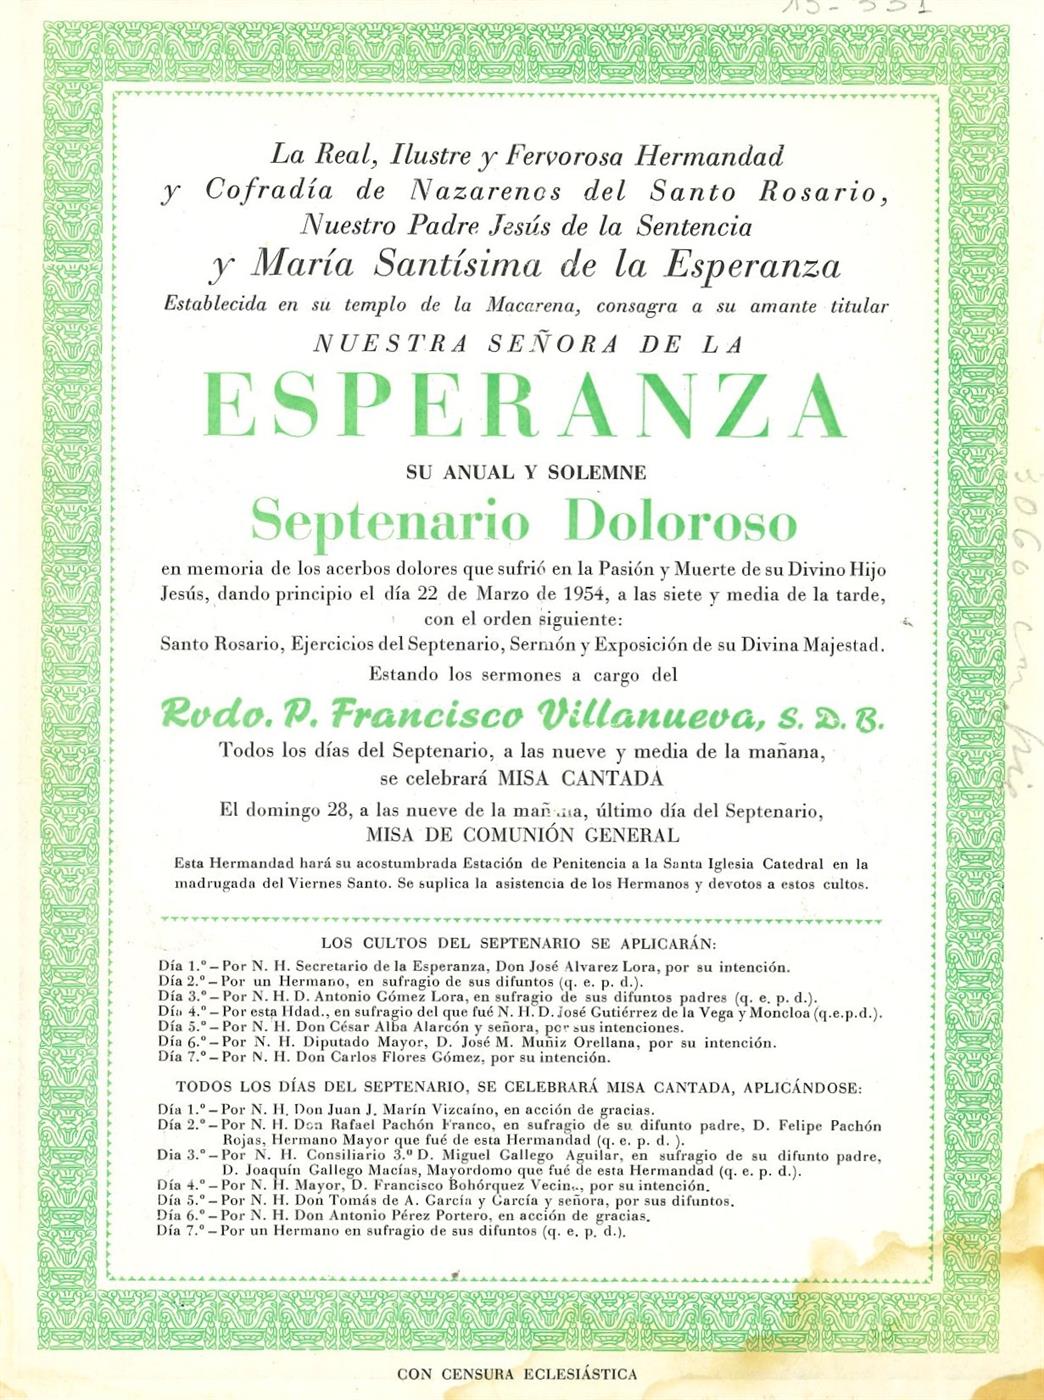 15-331
La Real, Ilustre y Fervorosa Hermandad
y Cofradía de Nazarenos del Santo Rosario,
Nuestro Padre Jesús de la Sentencia
y María Santísima de la Esperanza
Establecida en su templo de la Macarena, consagra a su amante titular
NUESTRA SEÑORA DE LA
ESPERANZA
SU ANUAL Y SOLEMNE
Septenario Doloroso
en memoria de los acerbos dolores que sufrió en la Pasión y Muerte de su Divino Hijo
Jesús, dando principio el día 22 de Marzo de 1954, a las siete y media de la tarde,
con el orden siguiente:
Santo Rosario, Ejercicios del Septenario, Sermón y Exposición de su Divina Majestad.
Estando los sermones a cargo del
Rvdo. P. Francisco Villanueva, S. D. B.
Todos los días del Septenario, a las nueve y media de la mañana,
se celebrará MISA CANTADA
El domingo 28, a las nueve de la mañana, último día del Septenario,
MISA DE COMUNIÓN GENERAL
Esta Hermandad hará su acostumbrada Estación de Penitencia a la Santa Iglesia Catedral en la
madrugada del Viernes Santo. Se suplica la asistencia de los Hermanos y devotos a estos cultos.
LOS CULTOS DEL SEPTENARIO SE APLICARÁN:
Día 1.º – Por N. H. Secretario de la Esperanza, Don José Alvarez Lora, por su intención.
Día 2.º – Por un Hermano, en sufragio de sus difuntos (q. e. p. d.).
Día 3.º – Por N. H. D. Antonio Gómez Lora, en sufragio de sus difuntos padres (q. e. p. d.).
Día 4.º – Por esta Hdad., en sufragio del que fué N. H. D. José Gutiérrez de la Vega y Moncloa (q.e.p.d.).
Día 5.º – Por N. H. Don César Alba Alarcón y señora, por sus intenciones.
Día 6.º – Por N. H. Diputado Mayor, D. José M. Muñiz Orellana, por su intención.
Día 7.º – Por N. H. Don Carlos Flores Gómez, por su intención.
TODOS LOS DÍAS DEL SEPTENARIO, SE CELEBRARÁ MISA CANTADA, APLICÁNDOSE:
Día 1.º – Por N. H. Don Juan J. Marín Vizcaíno, en acción de gracias.
Día 2.º – Por N. H. Don Rafael Pachón Franco, en sufragio de su difunto padre, D. Felipe Pachón
Rojas, Hermano Mayor que fué de esta Hermandad (q. e. p. d. ).
Dia 3.º – Por N. H. Consiliario 3.º D. Miguel Gallego Aguilar, en sufragio de su difunto padre,
D. Joaquín Gallego Macías, Mayordomo que fué de esta Hermandad (q. e. p. d.).
Día 4.º – Por N. H. Mayor, D. Francisco Bohórquez Vecina, por su intención.
Día 5.º – Por N. H. Don Tomás de A. García y García y señora, por sus difuntos.
Día 6.º – Por N. H. Don Antonio Pérez Portero, en acción de gracias.
Día 7.º – Por un Hermano en sufragio de sus difuntos (q. e. p. d.).
CON CENSURA ECLESIÁSTICA